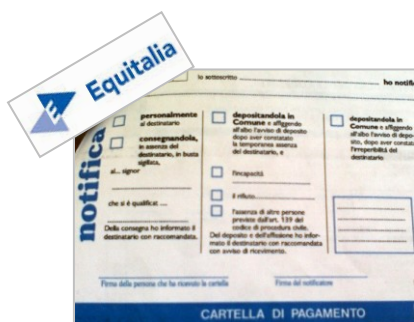 Equitalia
io sottoscritto
ho notific
notifica
personalmente
al destinatario
consegnandola,
in assenza del
destinatario, in busta
sigillata,
al... signor
che si è qualificat ....
Della consegna ho informato il
destinatario con raccomandata.
depositandola in
Comune e affiggendo
all'albo l'avviso di deposito
dopo aver constatato
la temporanea assenza
del destinatario, e
l'incapacità
il rifiuto
l'assenza di altre persone
previste dall'art. 139 del
codice di procedura civile.
Del deposito e dell'affissione ho infor-
mato il destinatario con raccomandata
con avviso di ricevimento.
depositandola in
Comune e affiggendo
all'albo l'avviso di depo-
sito, dopo aver constata
l'irreperibilità del
destinatario
Firma della persona che ha ricevuto la cartella
Firma del notificatore
CARTELLA DI PAGAMENTO